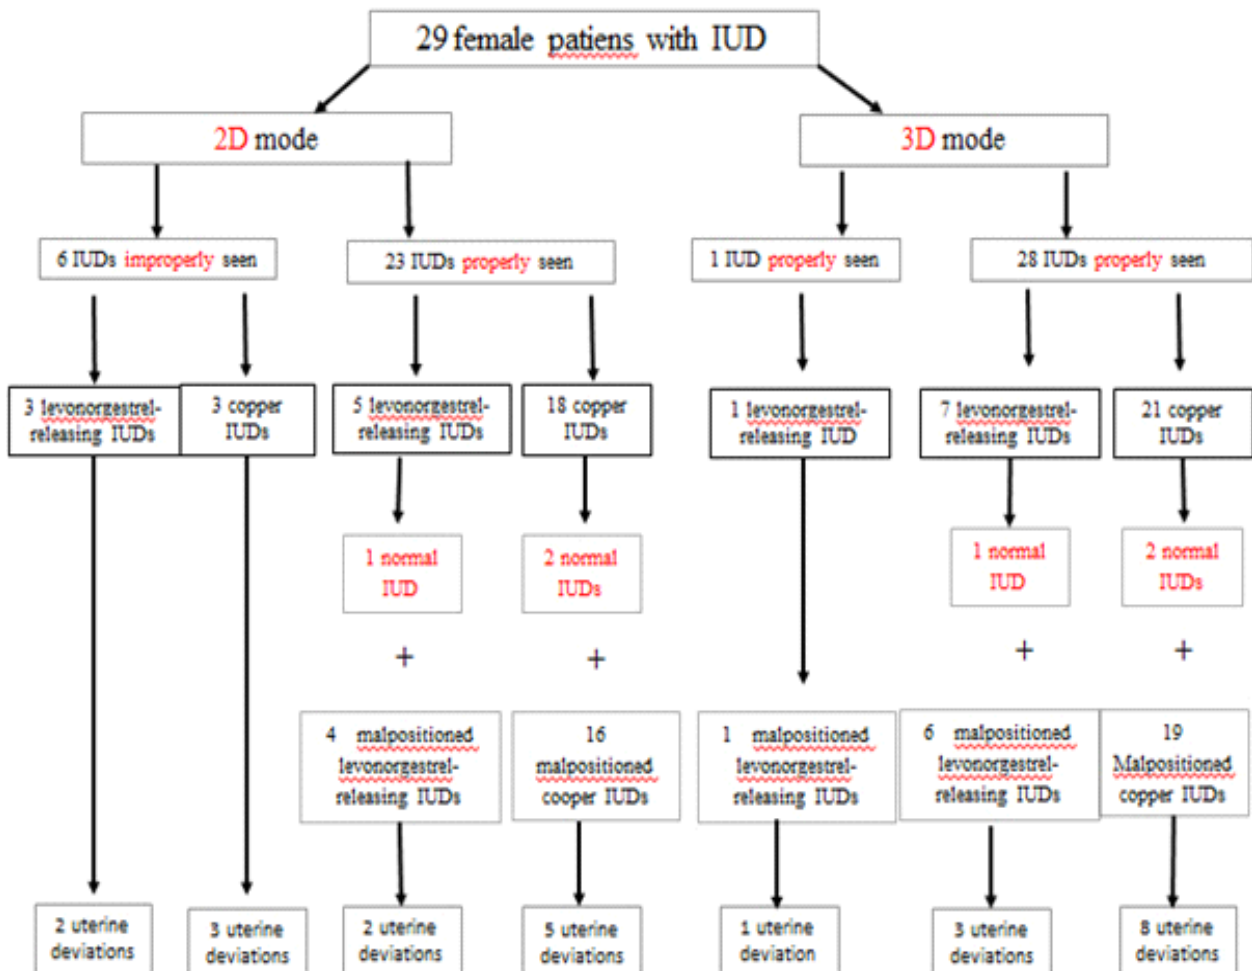 29 female patiens with IUD
2D mode
3D mode
6 IUDs improperly seen
23 IUDs properly seen
1 IUD properly seen
28 IUDs properly seen
3 levonorgestrel-
releasing IUDs
3 copper
IUDs
5 levonorgestrel-
releasing IUDs
18 copper
IUDs
1 levonorgestrel-
releasing IUD
7 levonorgestrel-
releasing IUDs
21 copper
IUDs
1 normal
IUD
2 normal
IUDs
1 normal
IUD
2 normal
IUDs
+
+
+
+
4 malpositioned
levonorgestrel-
releasing IUDs
16
malpositioned
cooper IUDs
1 malpositioned
levonorgestrel-
releasing IUDs
6 malpositioned
levonorgestrel-
releasing IUDs
19
Malpositioned
copper IUDs
2 uterine
deviations
3 uterine
deviations
2 uterine
deviations
5 uterine
deviations
1 uterine
deviation
3 uterine
deviations
8 uterine
deviations